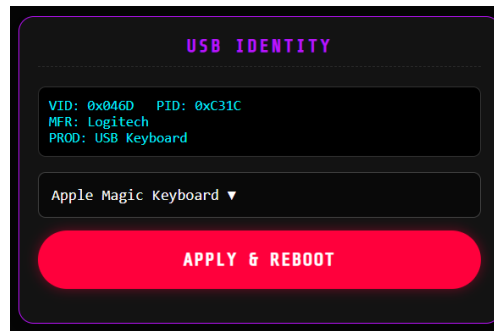 USB IDENTITY
VID: 0x046D PID: 0xC31C
MFR: Logitech
PROD: USB Keyboard
Apple Magic Keyboard ▼
APPLY & REBOOT